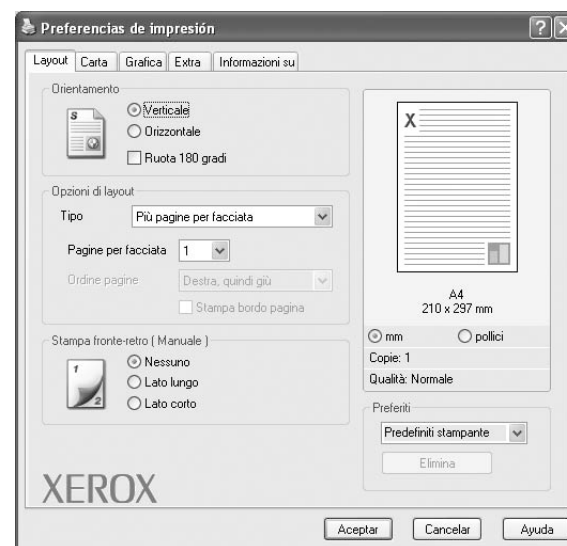 Preferencias de impresión
Layout Carta Grafica Extra Informazioni su
Orientamento
S
Verticale
Orizzontale
Ruota 180 gradi
Opzioni di layout
Tipo Più pagine per facciata
Pagine per facciata 1
Ordine pagine Destra, quindi giù
Stampa bordo pagina
Stampa fronte-retro ( Manuale )
1
2
Nessuno
Lato lungo
Lato corto
XEROX
X
A4
210 x 297 mm
mm pollici
Copie: 1
Qualità: Normale
Preferiti
Predefiniti stampante
Elimina
Aceptar Cancelar Ayuda